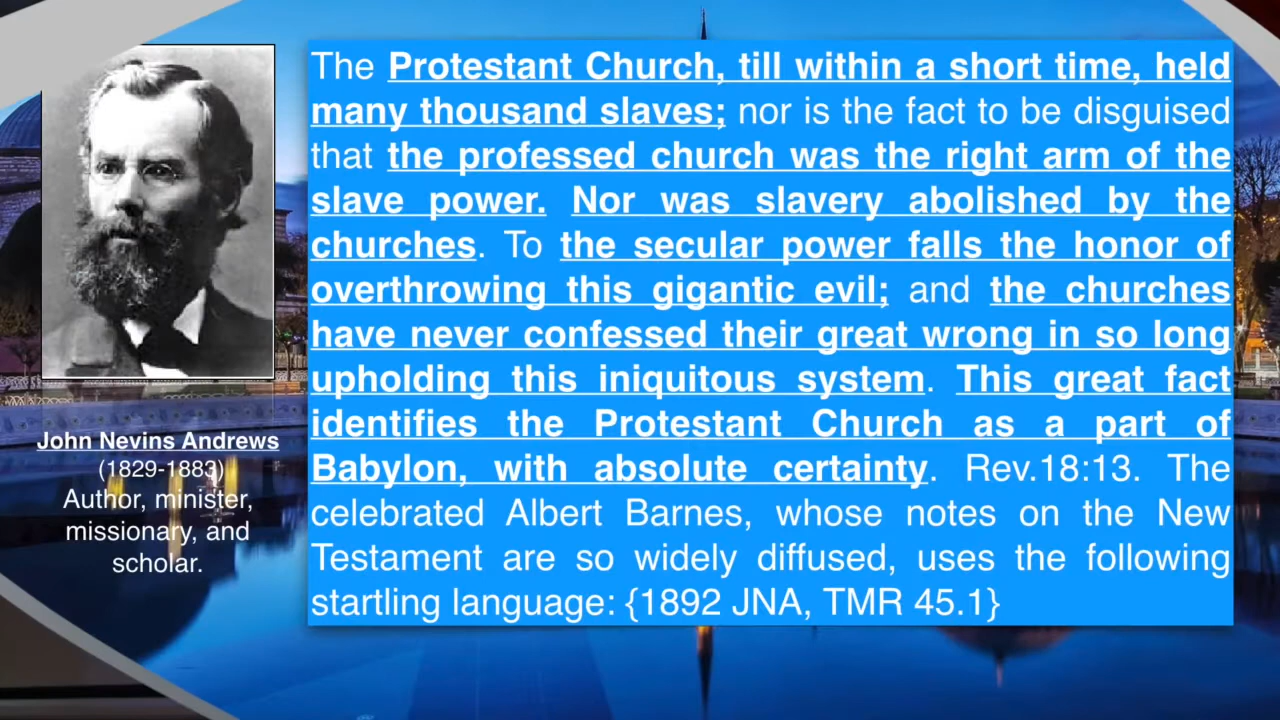 The Protestant Church, till within a short time, held
many thousand slaves; nor is the fact to be disguised
that the professed church was the right arm of the
slave power. Nor was slavery abolished by the
churches. To the secular power falls the honor of
overthrowing this gigantic evil; and the churches
have never confessed their great wrong in so long
upholding this iniquitous system. This great fact
identifies the Protestant Church as a part of
Babylon, with absolute certainty. Rev.18:13. The
celebrated Albert Barnes, whose notes on the New
Testament are so widely diffused, uses the following
startling language: {1892 JNA, TMR 45.1}
John Nevins Andrews
(1829-1883)
Author, minister,
missionary, and
scholar.